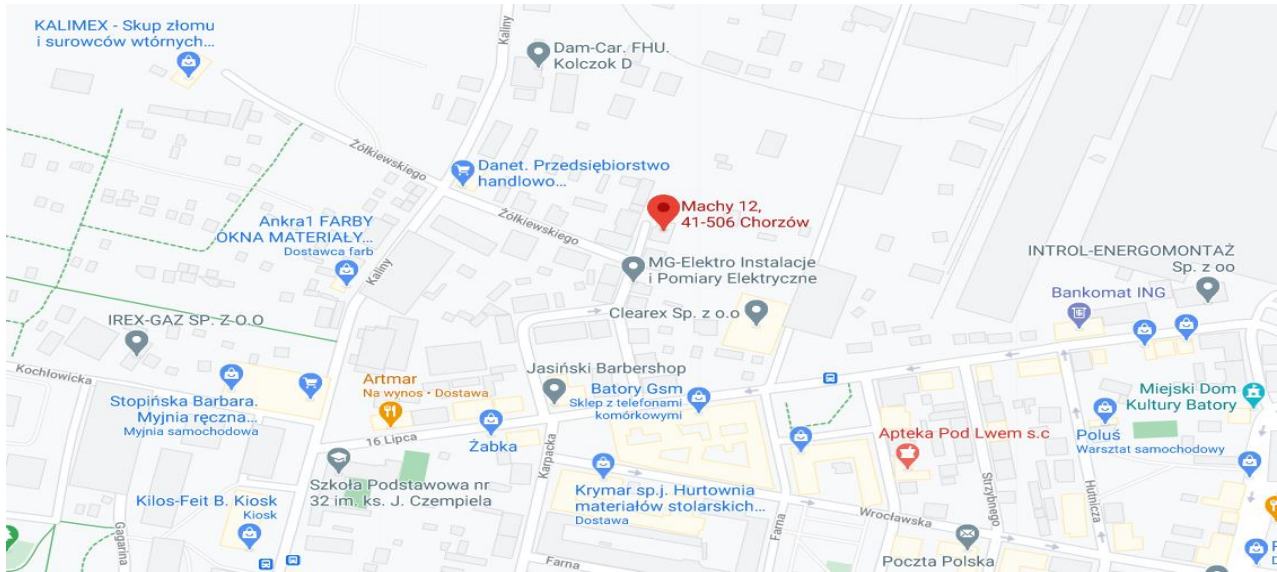 KALIMEX - Skup złomu
i surowców wtórnych...
Kaliny
Dam-Car. FHU.
Kolczok D
Żółkiewskiego
Danet. Przedsiębiorstwo
handlowo...
Machy 12,
41-506 Chorzów
Żółkiewskiego
Ankra1 FARBY
OKNA MATERIAŁY...
Dostawca farb
Kaliny
MG-Elektro Instalacje
i Pomiary Elektryczne
INTROL-ENERGOMONTAŻ
Sp. z oo
Bankomat ING
Clearex Sp. z o.o
IREX-GAZ SP. Z O.O
Kochłowicka
Jasiński Barbershop
Artmar
Na wynos • Dostawa
Batory Gsm
Sklep z telefonami
komórkowymi
Miejski Dom
Kultury Batory
Stopińska Barbara.
Myjnia ręczna...
Myjnia samochodowa
16 Lipca
Żabka
Karpacka
Apteka Pod Lwem s.c
Poluś
Warsztat samochodowy
Szkoła Podstawowa nr
32 im. ks. J. Czempiela
Krymar sp.j. Hurtownia
materiałów stolarskich...
Dostawa
Strzybnego
Hutnicza
Kilos-Feit B. Kiosk
Kiosk
Gagarina
Wrocławska
Farna
Farna
Poczta Polska
F
D